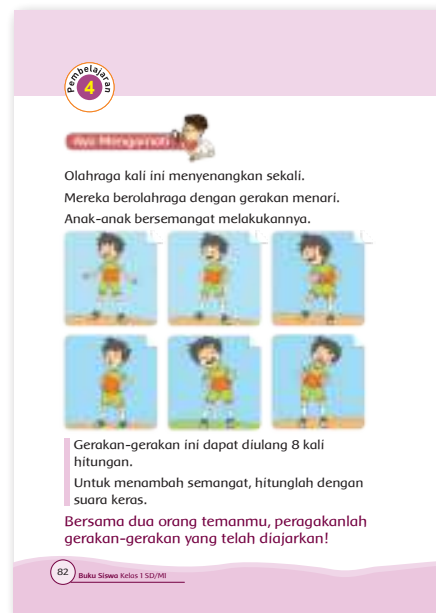 Pembelajaran
4
Ayo Mengamati
Olahraga kali ini menyenangkan sekali.
Mereka berolahraga dengan gerakan menari.
Anak-anak bersemangat melakukannya.
Gerakan-gerakan ini dapat diulang 8 kali
hitungan.
Untuk menambah semangat, hitunglah dengan
suara keras.
Bersama dua orang temanmu, peragakanlah
gerakan-gerakan yang telah diajarkan!
82
Buku Siswa Kelas 1 SD/MI